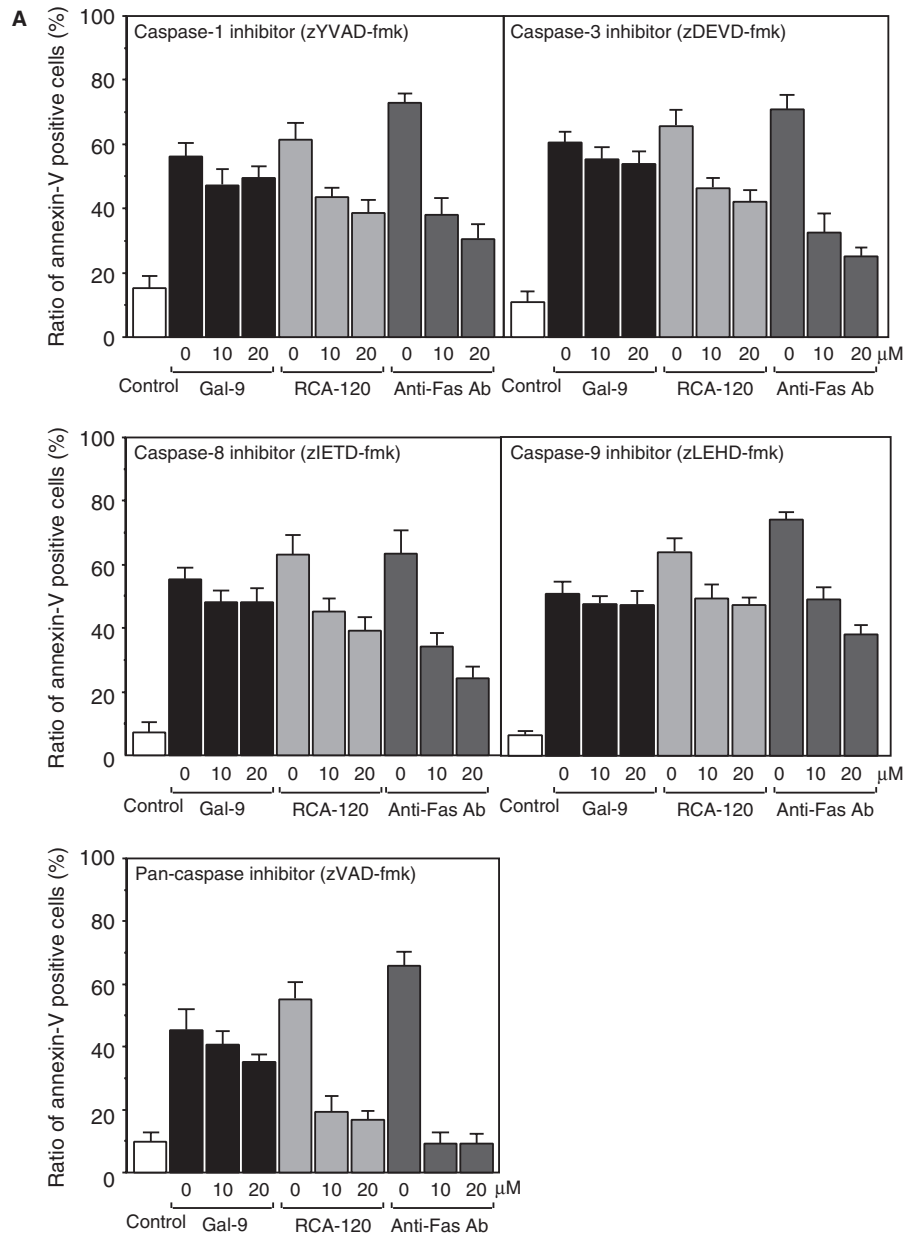 A
Ratio of annexin-V positive cells (%)
100
80
60
40
20
0
Caspase-1 inhibitor (zYVAD-fmk)
Caspase-3 inhibitor (zDEVD-fmk)
0 10 20 0 10 20 0 10 20 0 10 20 0 10 20 0 10 20 μM
Control Gal-9 RCA-120 Anti-Fas Ab Control Gal-9 RCA-120 Anti-Fas Ab
Ratio of annexin-V positive cells (%)
100
80
60
40
20
0
Caspase-8 inhibitor (zIETD-fmk)
Caspase-9 inhibitor (zLEHD-fmk)
0 10 20 0 10 20 0 10 20 0 10 20 0 10 20 0 10 20 μM
Control Gal-9 RCA-120 Anti-Fas Ab Control Gal-9 RCA-120 Anti-Fas Ab
Ratio of annexin-V positive cells (%)
100
80
60
40
20
0
Pan-caspase inhibitor (zVAD-fmk)
0 10 20 0 10 20 0 10 20 μM
Control Gal-9 RCA-120 Anti-Fas Ab